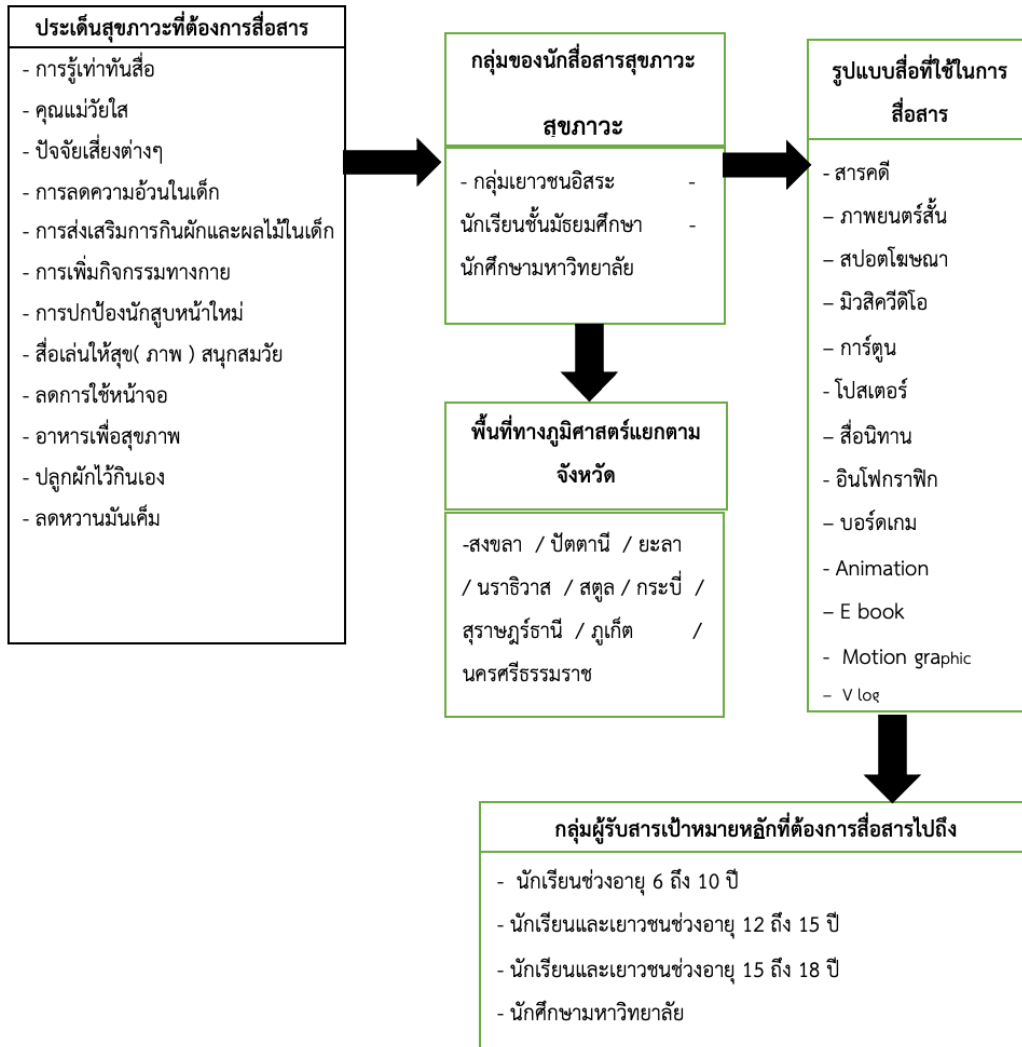 ประเด็นสุขภาวะที่ต้องการสื่อสาร
- การรู้เท่าทันสื่อ
- คุณแม่วัยใส
- ปัจจัยเสี่ยงต่างๆ
- การลดความอ้วนในเด็ก
- การส่งเสริมการกินผักและผลไม้ในเด็ก
- การเพิ่มกิจกรรมทางกาย
- การปกป้องนักสูบหน้าใหม่
- สื่อเล่นให้สุข( ภาพ ) สนุกสมวัย
- ลดการใช้หน้าจอ
- อาหารเพื่อสุขภาพ
- ปลูกผักไว้กินเอง
- ลดหวานมันเค็ม
กลุ่มของนักสื่อสารสุขภาวะ
สุขภาวะ
- กลุ่มเยาวชนอิสระ -
นักเรียนชั้นมัธยมศึกษา -
นักศึกษามหาวิทยาลัย
พื้นที่ทางภูมิศาสตร์แยกตาม
จังหวัด
-สงขลา / ปัตตานี / ยะลา
/ นราธิวาส / สตูล / กระบี่ /
สุราษฎร์ธานี / ภูเก็ต /
นครศรีธรรมราช
รูปแบบสื่อที่ใช้ในการ
สื่อสาร
- สารคดี
– ภาพยนตร์สั้น
– สปอตโฆษณา
– มิวสิควีดิโอ
– การ์ตูน
- โปสเตอร์
– สื่อนิทาน
- อินโฟกราฟิก
– บอร์ดเกม
- Animation
– E book
- Motion graphic
– V log
กลุ่มผู้รับสารเป้าหมายหลักที่ต้องการสื่อสารไปถึง
- นักเรียนช่วงอายุ 6 ถึง 10 ปี
- นักเรียนและเยาวชนช่วงอายุ 12 ถึง 15 ปี
- นักเรียนและเยาวชนช่วงอายุ 15 ถึง 18 ปี
- นักศึกษามหาวิทยาลัย